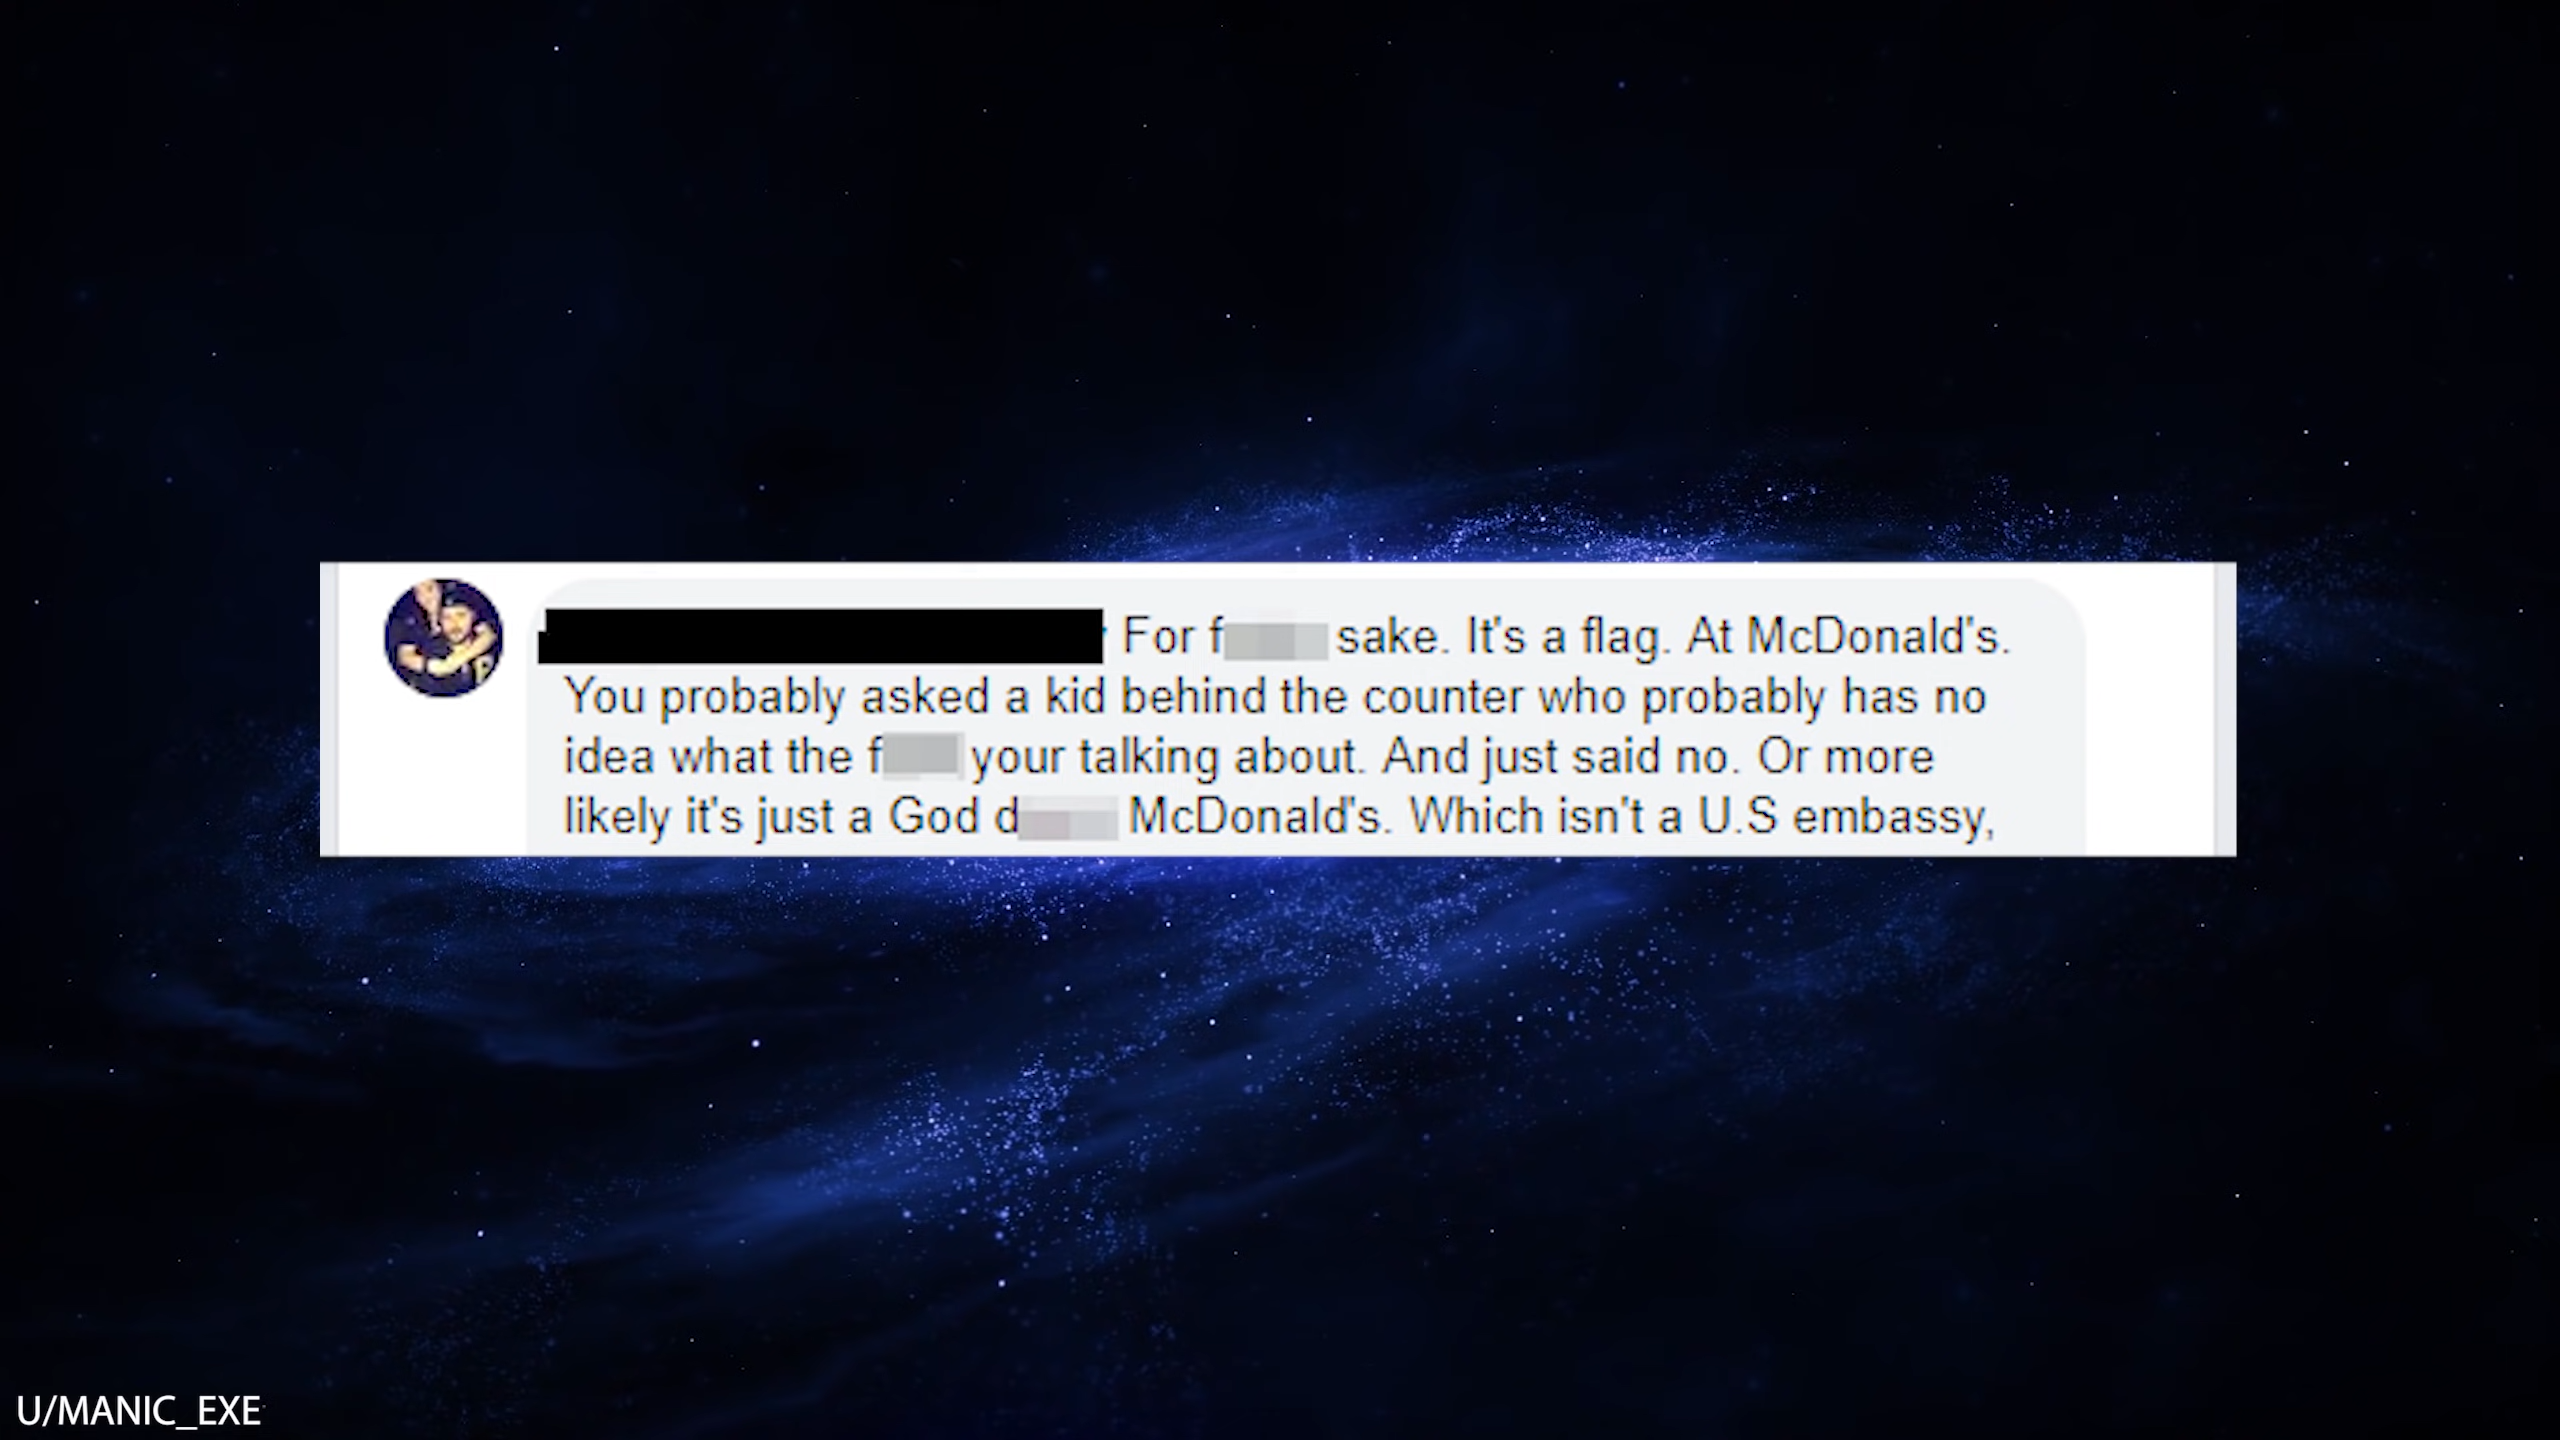 For f sake. It's a flag. At McDonald's.
You probably asked a kid behind the counter who probably has no
idea what the f your talking about. And just said no. Or more
likely it's just a God d McDonald's. Which isn't a U.S embassy,
U/MANIC_EXE